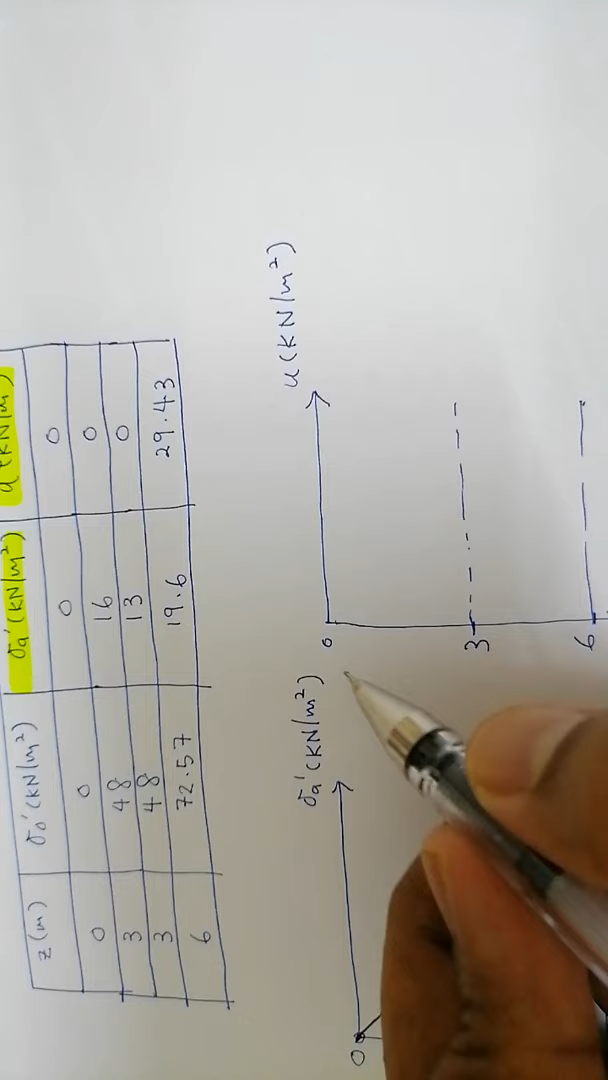 z (m) σo' (KN/m²) σa' (KN/m²) u (KN/m)
0 0 0 0
3 48 16 0
3 48 13 0
6 72.57 19.6 29.43
σa' (KN/m²)
0
u (KN/m²)
0
3
6